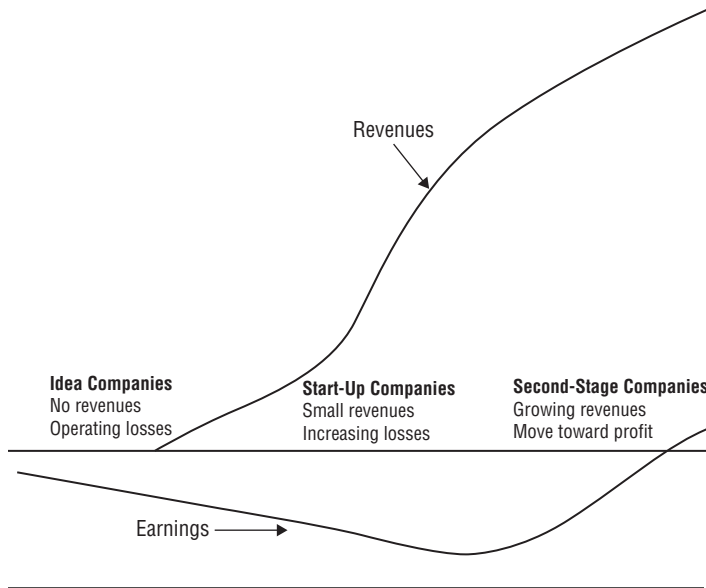 Revenues
Idea Companies
No revenues
Operating losses
Start-Up Companies
Small revenues
Increasing losses
Second-Stage Companies
Growing revenues
Move toward profit
Earnings